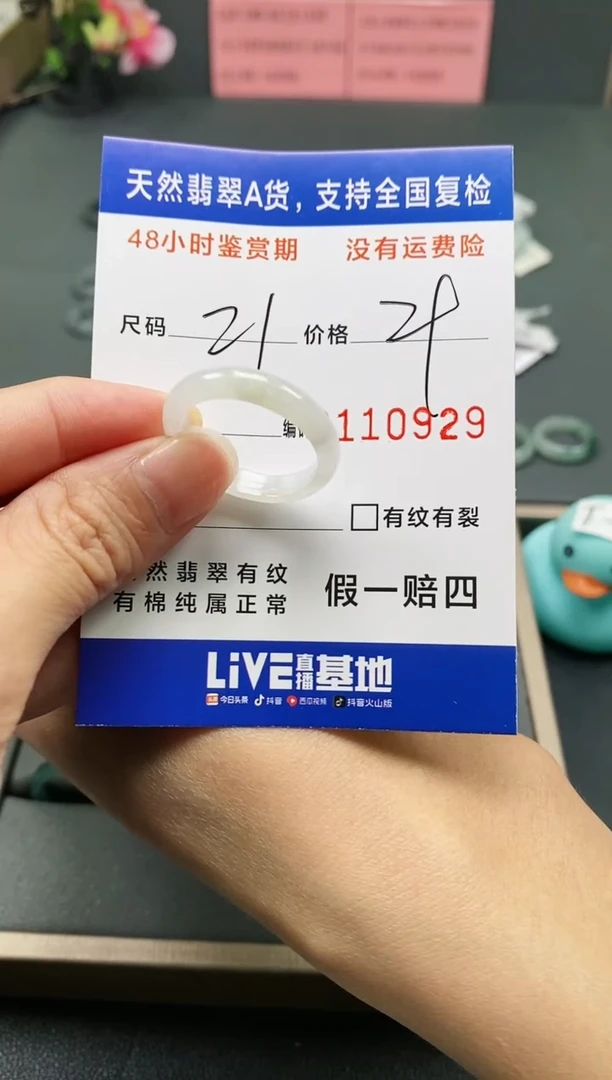 天然翡翠A货，支持全国复检
48小时鉴赏期 没有运费险
尺码 21 价格 29
编 110929
有纹有裂
然翡翠有纹
有棉纯属正常 假一赔四
LiVE直播基地
今日头条 抖音 西瓜视频 抖音火山版